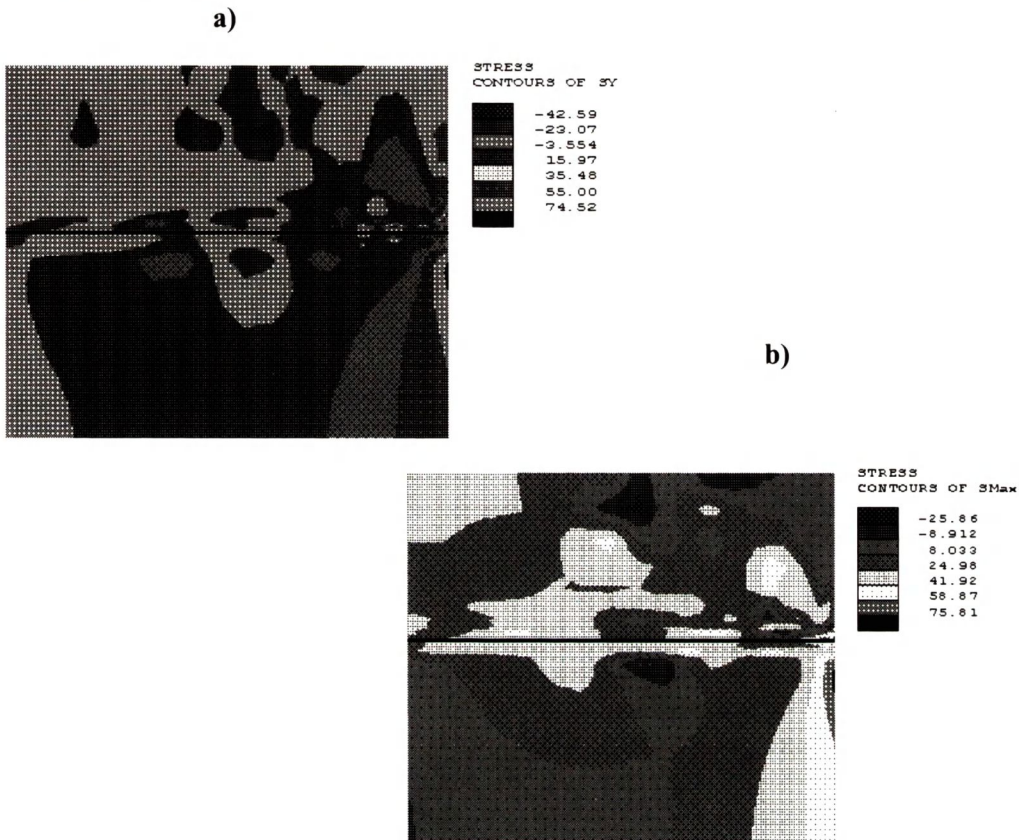 a)
STRESS
CONTOURS OF SY
-42.59
-23.07
-3.554
15.97
35.48
55.00
74.52
b)
STRESS
CONTOURS OF SMax
-25.86
-8.912
8.033
24.98
41.92
58.87
75.81